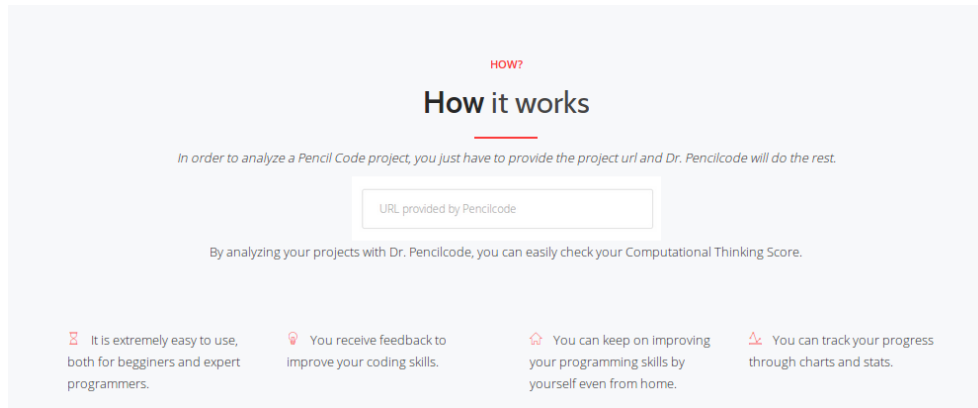 HOW?
How it works
In order to analyze a Pencil Code project, you just have to provide the project url and Dr. Pencilcode will do the rest.
URL provided by Pencilcode
By analyzing your projects with Dr. Pencilcode, you can easily check your Computational Thinking Score.
It is extremely easy to use,
both for begginers and expert
programmers.
You receive feedback to
improve your coding skills.
You can keep on improving
your programming skills by
yourself even from home.
You can track your progress
through charts and stats.